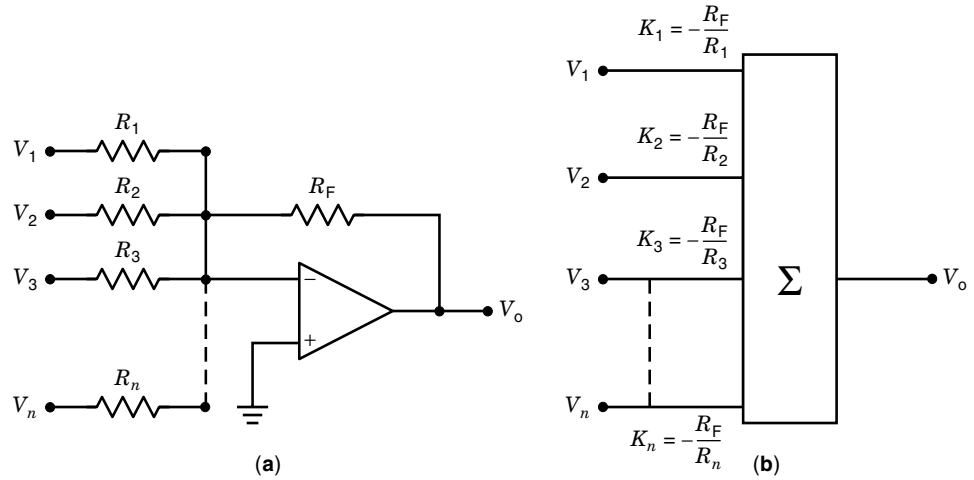 V1
R1
V2
R2
RF
V3
R3
−
+
Vo
Vn
Rn
(a)
K1 = −RF/R1
V1
K2 = −RF/R2
V2
K3 = −RF/R3
V3
Σ
Vo
Vn
Kn = −RF/Rn
(b)